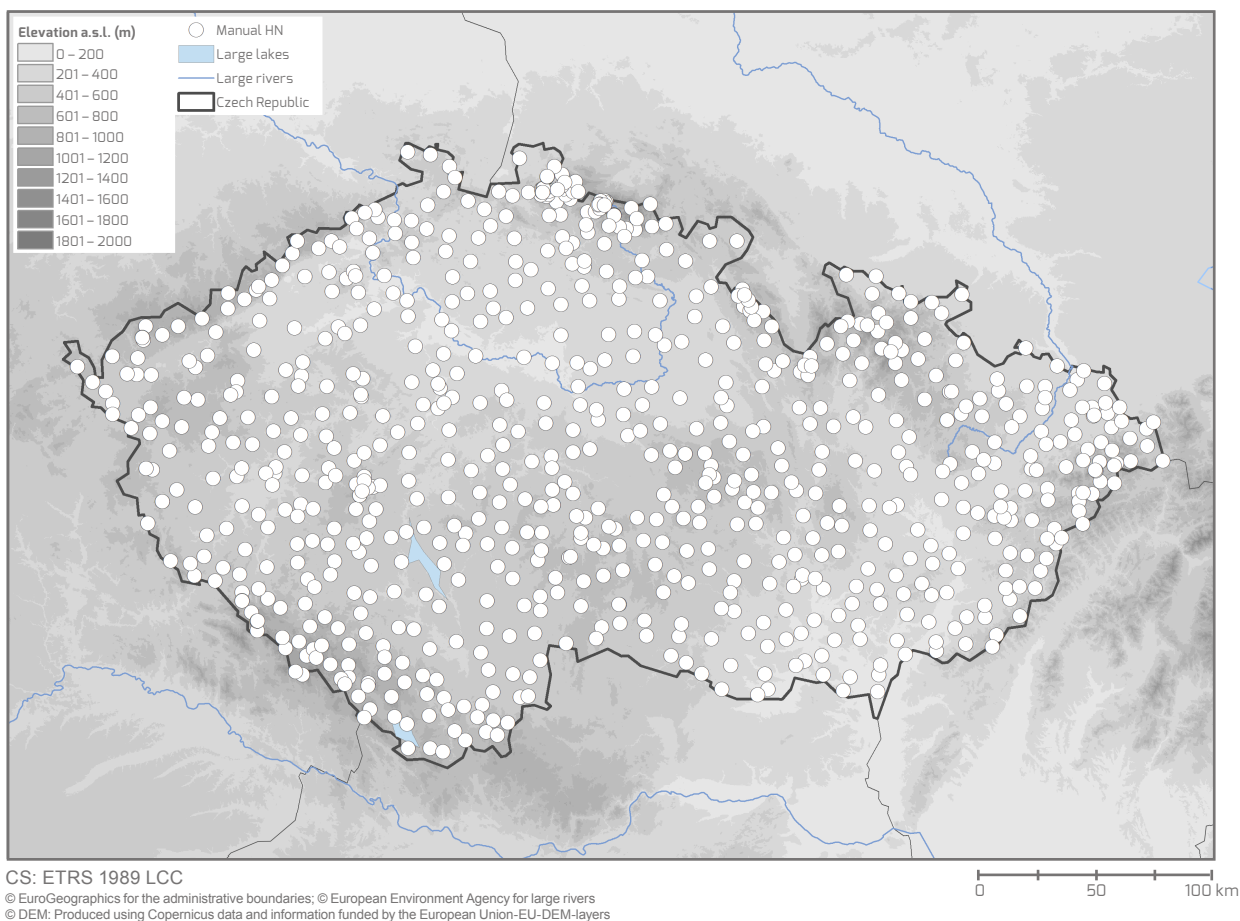 Elevation a.s.l. (m)
0 – 200
201 – 400
401 – 600
601 – 800
801 – 1000
1001 – 1200
1201 – 1400
1401 – 1600
1601 – 1800
1801 – 2000
Manual HN
Large lakes
Large rivers
Czech Republic
CS: ETRS 1989 LCC
© EuroGeographics for the administrative boundaries; © European Environment Agency for large rivers
© DEM: Produced using Copernicus data and information funded by the European Union-EU-DEM-layers
0 50 100 km